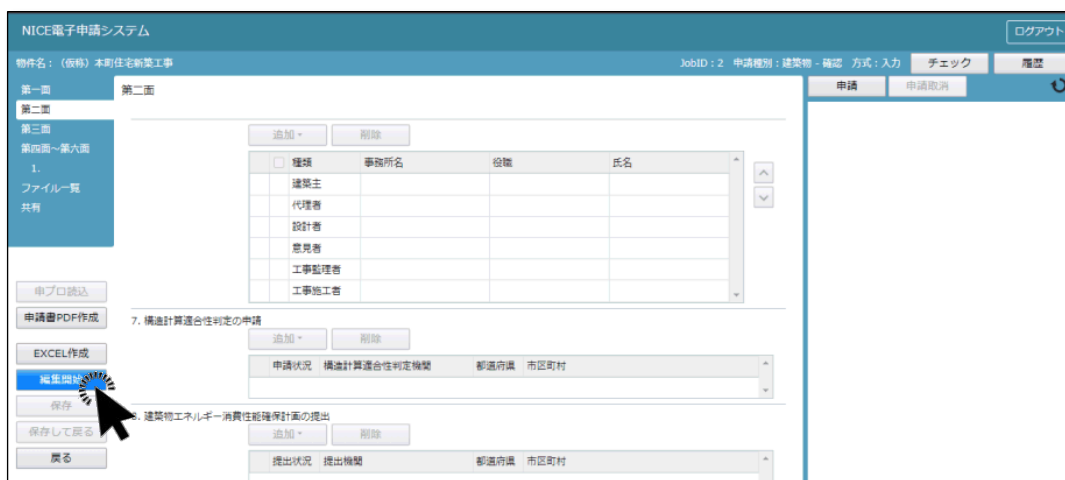 NICE電子申請システム
ログアウト
物件名：（仮称）本町住宅新築工事
JobID：2 申請種別：建築物 - 確認 方式：入力
チェック
履歴
第一面
第二面
第三面
第四面～第六面
1.
ファイル一覧
共有
第二面
申請
申請取消
追加
削除
種類 事務所名 役職 氏名
建築主
代理者
設計者
意見者
工事監理者
工事施工者
申プロ読込
申請書PDF作成
EXCEL作成
編集開始
保存
保存して戻る
戻る
7. 構造計算適合性判定の申請
追加
削除
申請状況 構造計算適合性判定機関 都道府県 市区町村
. 建築物エネルギー消費性能確保計画の提出
追加
削除
提出状況 提出機関 都道府県 市区町村